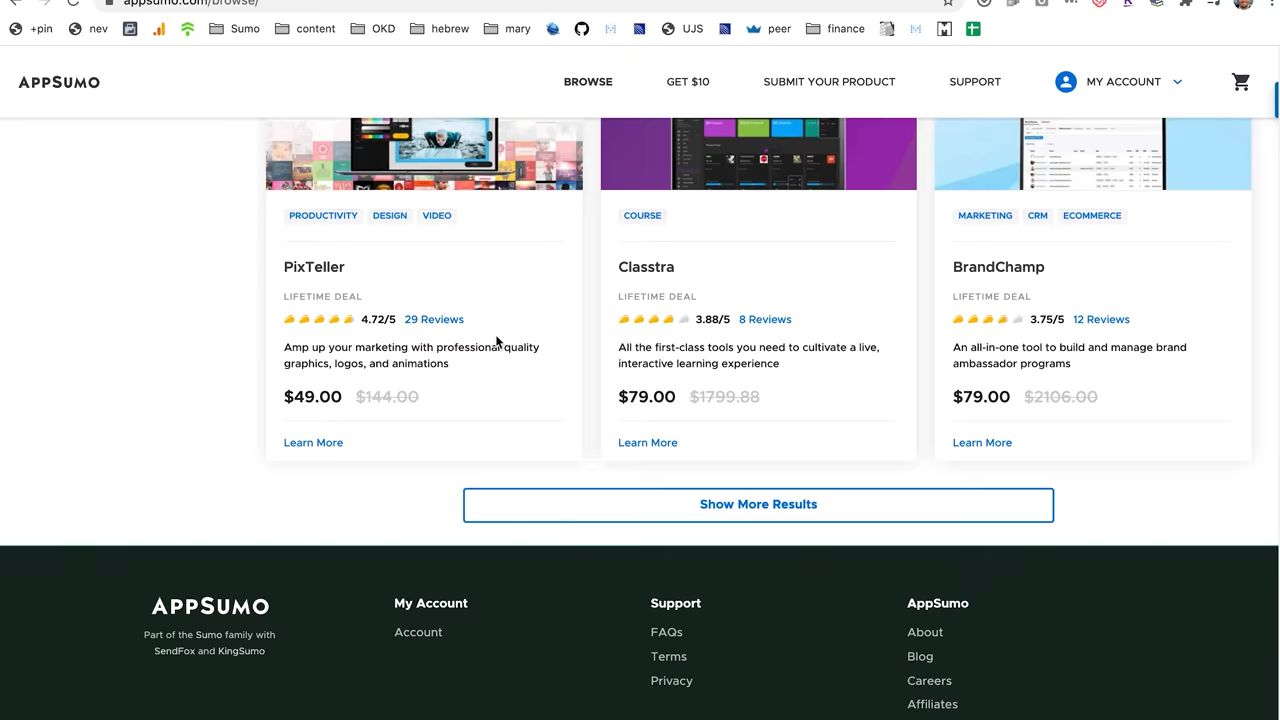 appsumo.com/browse/
+pin nev Sumo content OKD hebrew mary UJS peer finance
APPSUMO BROWSE GET $10 SUBMIT YOUR PRODUCT SUPPORT MY ACCOUNT
PRODUCTIVITY DESIGN VIDEO
PixTeller
LIFETIME DEAL
4.72/5 29 Reviews
Amp up your marketing with professional-quality
graphics, logos, and animations
$49.00 $144.00
Learn More
COURSE
Classtra
LIFETIME DEAL
3.88/5 8 Reviews
All the first-class tools you need to cultivate a live,
interactive learning experience
$79.00 $1799.88
Learn More
MARKETING CRM ECOMMERCE
BrandChamp
LIFETIME DEAL
3.75/5 12 Reviews
An all-in-one tool to build and manage brand
ambassador programs
$79.00 $2106.00
Learn More
Show More Results
APPSUMO
Part of the Sumo family with
SendFox and KingSumo
My Account
Account
Support
FAQs
Terms
Privacy
AppSumo
About
Blog
Careers
Affiliates